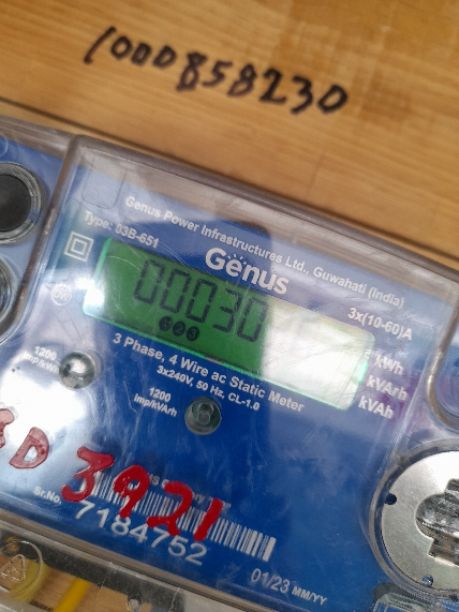 1000858230
Genus Power Infrastructures Ltd., Guwahati (India)
Type: 03B-651
Genus
3x(10-60)A
00030
kWh
kVArh
kVAh
3 Phase, 4 Wire ac Static Meter
3x240V, 50 Hz, CL-1.0
1200
Imp/kWh
1200
Imp/kVArh
3921
Sr.No.
7184752
01/23 MM/YY